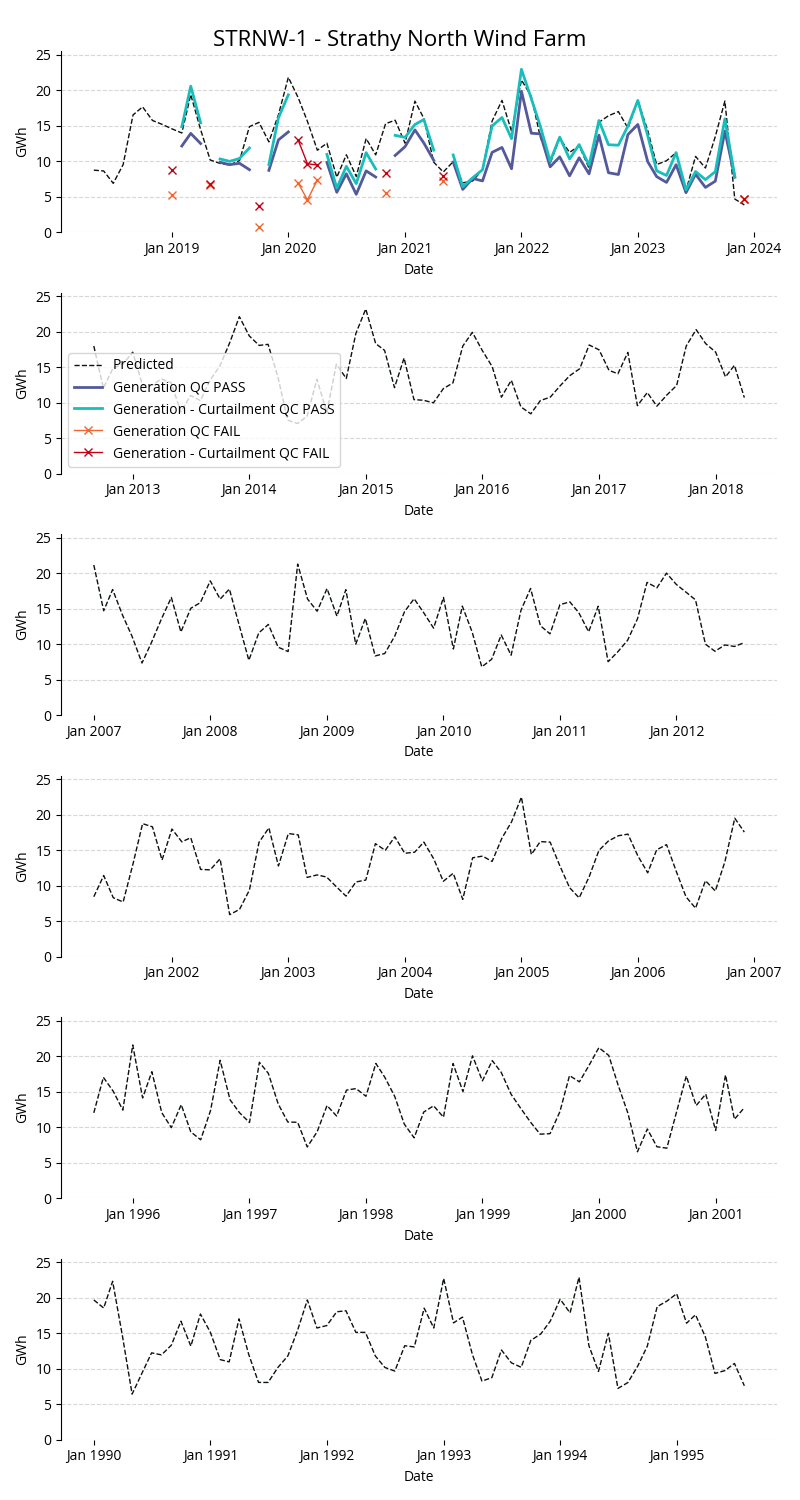 STRNW-1 - Strathy North Wind Farm
25
20
15
10
5
0
GWh
Jan 2019 Jan 2020 Jan 2021 Jan 2022 Jan 2023 Jan 2024
Date
25
20
15
10
5
0
GWh
Predicted
Generation QC PASS
Generation - Curtailment QC PASS
Generation QC FAIL
Generation - Curtailment QC FAIL
Jan 2013 Jan 2014 Jan 2015 Jan 2016 Jan 2017 Jan 2018
Date
25
20
15
10
5
0
GWh
Jan 2007 Jan 2008 Jan 2009 Jan 2010 Jan 2011 Jan 2012
Date
25
20
15
10
5
0
GWh
Jan 2002 Jan 2003 Jan 2004 Jan 2005 Jan 2006 Jan 2007
Date
25
20
15
10
5
0
GWh
Jan 1996 Jan 1997 Jan 1998 Jan 1999 Jan 2000 Jan 2001
Date
25
20
15
10
5
0
GWh
Jan 1990 Jan 1991 Jan 1992 Jan 1993 Jan 1994 Jan 1995
Date